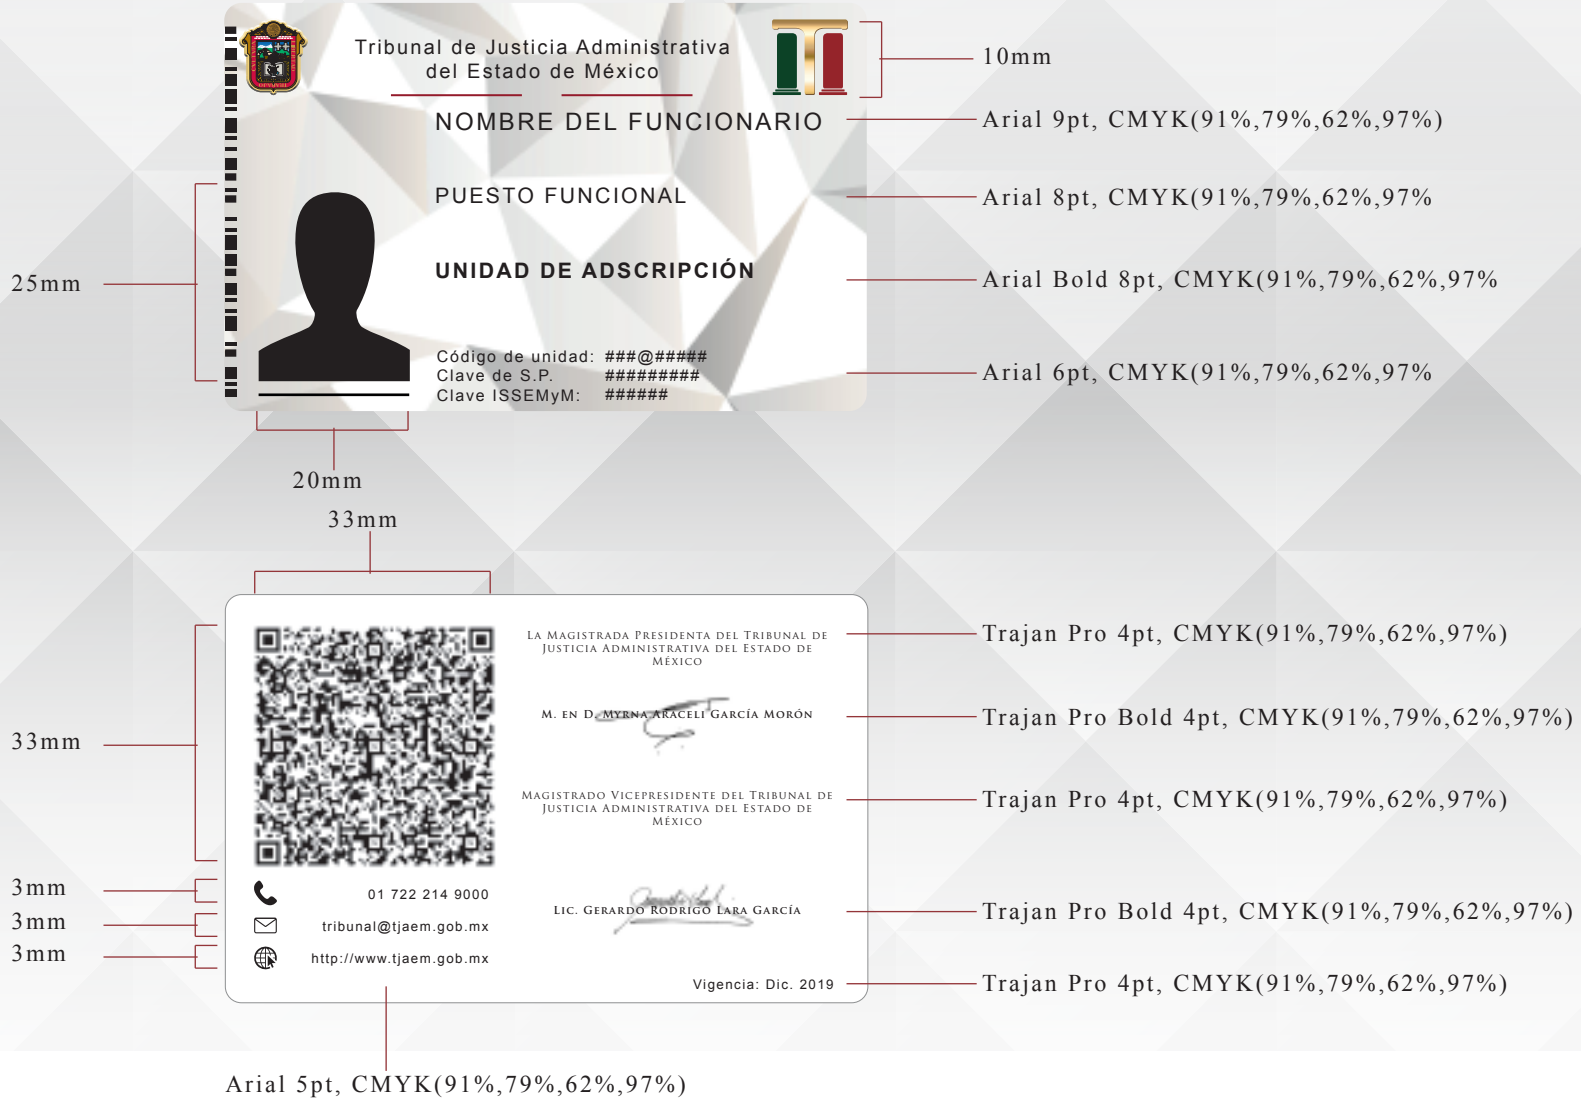 Tribunal de Justicia Administrativa
del Estado de México
10mm
NOMBRE DEL FUNCIONARIO
Arial 9pt, CMYK(91%,79%,62%,97%)
PUESTO FUNCIONAL
Arial 8pt, CMYK(91%,79%,62%,97%
25mm
UNIDAD DE ADSCRIPCIÓN
Arial Bold 8pt, CMYK(91%,79%,62%,97%
Código de unidad: ###@#####
Clave de S.P. #########
Clave ISSEMyM: ######
Arial 6pt, CMYK(91%,79%,62%,97%
20mm
33mm
LA MAGISTRADA PRESIDENTA DEL TRIBUNAL DE
JUSTICIA ADMINISTRATIVA DEL ESTADO DE
MÉXICO
Trajan Pro 4pt, CMYK(91%,79%,62%,97%)
M. EN D. MYRNA ARACELI GARCÍA MORÓN
Trajan Pro Bold 4pt, CMYK(91%,79%,62%,97%)
33mm
MAGISTRADO VICEPRESIDENTE DEL TRIBUNAL DE
JUSTICIA ADMINISTRATIVA DEL ESTADO DE
MÉXICO
Trajan Pro 4pt, CMYK(91%,79%,62%,97%)
3mm
01 722 214 9000
LIC. GERARDO RODRIGO LARA GARCÍA
Trajan Pro Bold 4pt, CMYK(91%,79%,62%,97%)
3mm
tribunal@tjaem.gob.mx
3mm
http://www.tjaem.gob.mx
Vigencia: Dic. 2019
Trajan Pro 4pt, CMYK(91%,79%,62%,97%)
Arial 5pt, CMYK(91%,79%,62%,97%)